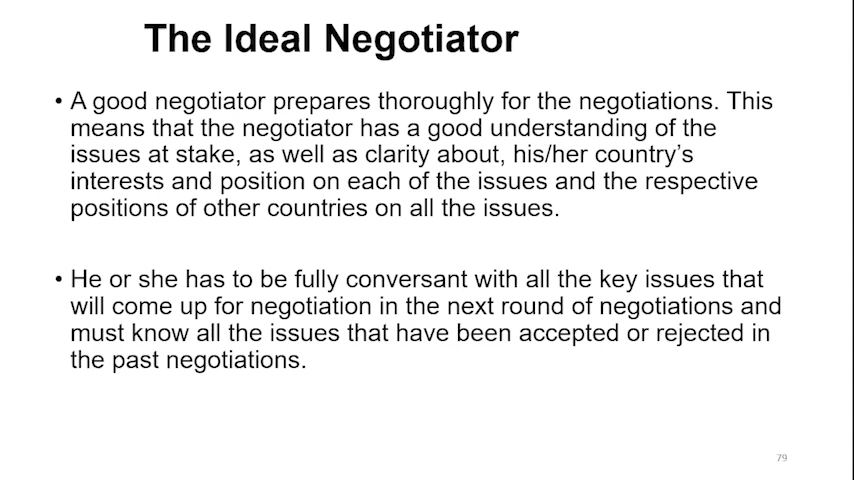 The Ideal Negotiator
• A good negotiator prepares thoroughly for the negotiations. This
means that the negotiator has a good understanding of the
issues at stake, as well as clarity about, his/her country’s
interests and position on each of the issues and the respective
positions of other countries on all the issues.
• He or she has to be fully conversant with all the key issues that
will come up for negotiation in the next round of negotiations and
must know all the issues that have been accepted or rejected in
the past negotiations.
79